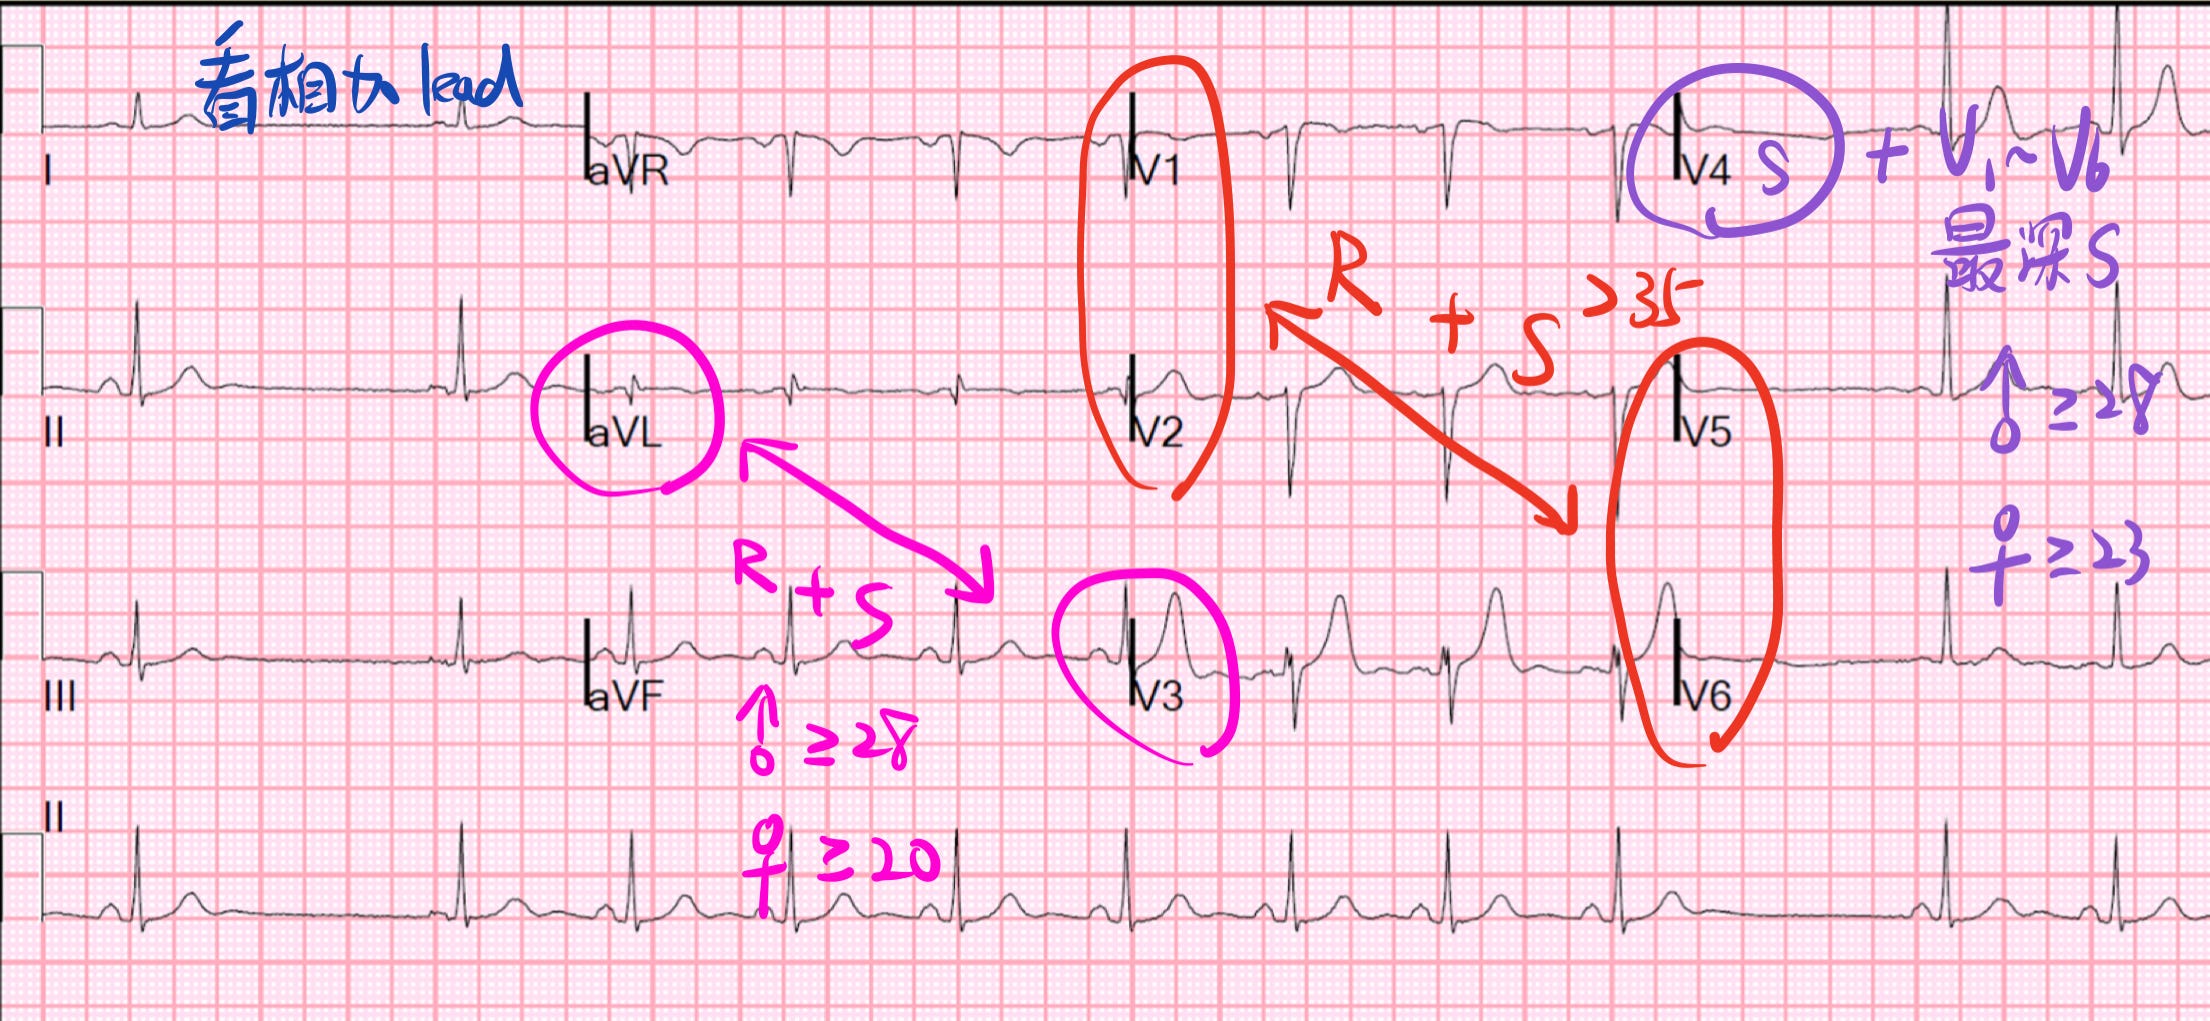 看相 lead
I
aVR
V1
V4 S + V1~V6
最深S
R + S >35
♂ ≥28
II
aVL
V2
V5
♀ ≥23
R + S
III
aVF
V3
V6
♂ ≥28
II
♀ ≥20